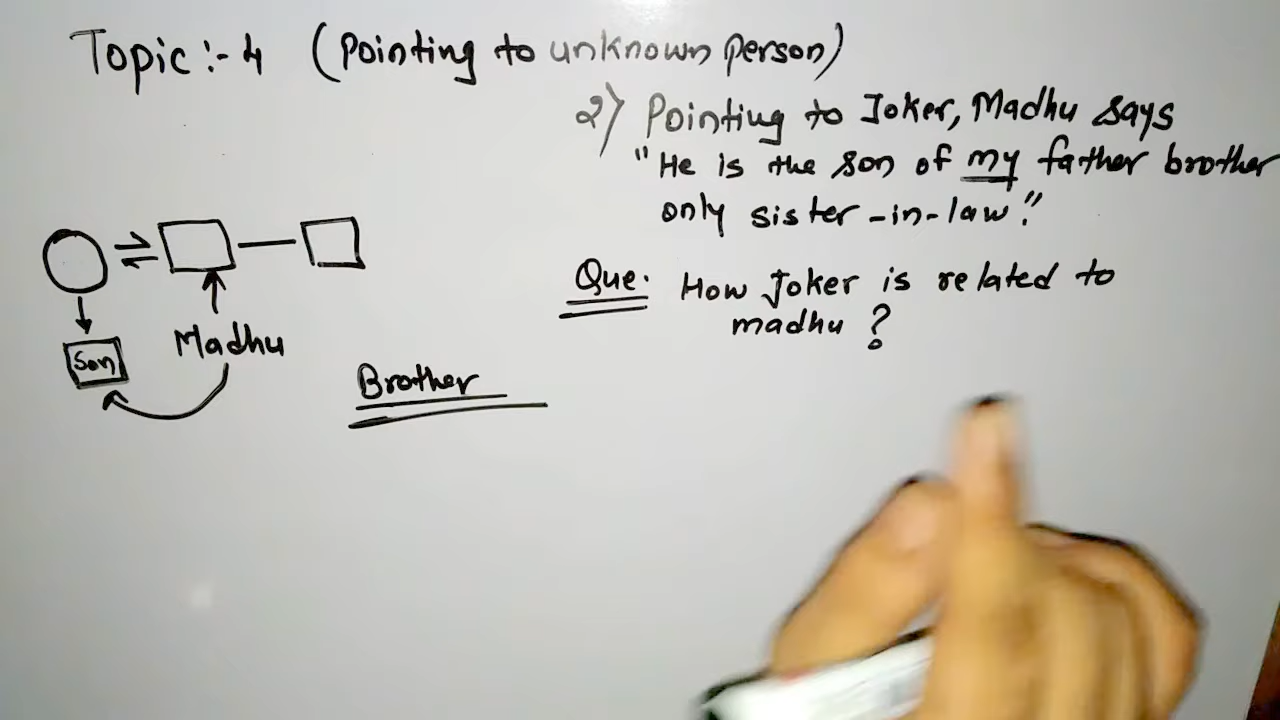 Topic :- 4 (Pointing to unknown person)
2) Pointing to Joker, Madhu says
"He is the son of my father brother
only sister-in-law."
Que. How Joker is related to
madhu ?
Son
Madhu
Brother